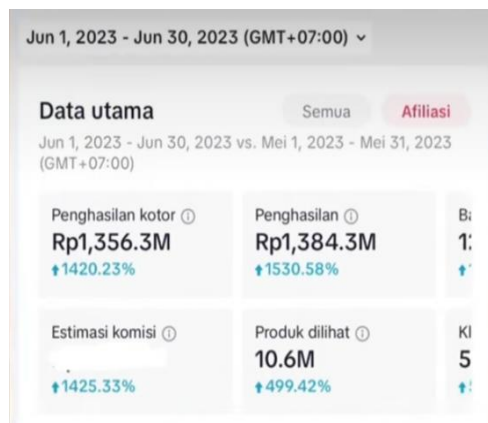 Jun 1, 2023 - Jun 30, 2023 (GMT+07:00)
Data utama
Semua
Afiliasi
Jun 1, 2023 - Jun 30, 2023 vs. Mei 1, 2023 - Mei 31, 2023
(GMT+07:00)
Penghasilan kotor
Rp1,356.3M
1420.23%
Penghasilan
Rp1,384.3M
1530.58%
Estimasi komisi
1425.33%
Produk dilihat
10.6M
499.42%